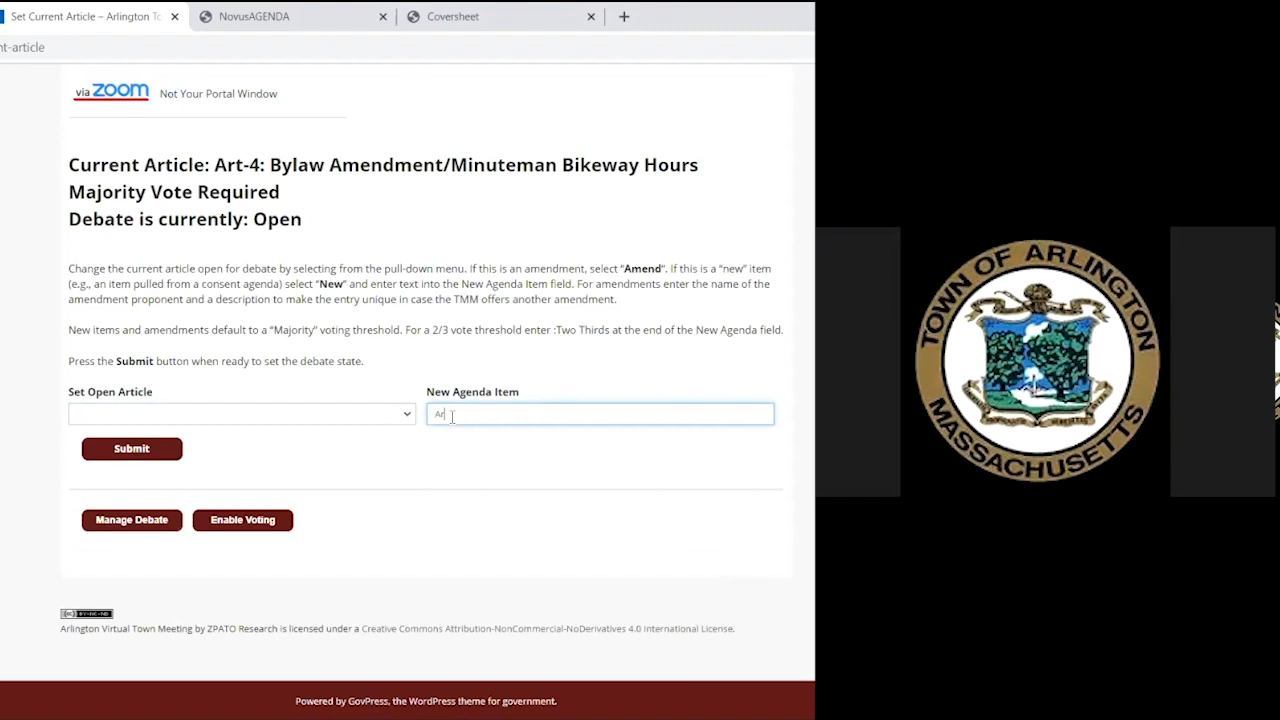 Set Current Article – Arlington To
NovusAGENDA
Coversheet
nt-article
via zoom Not Your Portal Window
Current Article: Art-4: Bylaw Amendment/Minuteman Bikeway Hours
Majority Vote Required
Debate is currently: Open
Change the current article open for debate by selecting from the pull-down menu. If this is an amendment, select "Amend". If this is a "new" item
(e.g., an item pulled from a consent agenda) select "New" and enter text into the New Agenda Item field. For amendments enter the name of the
amendment proponent and a description to make the entry unique in case the TMM offers another amendment.
New items and amendments default to a "Majority" voting threshold. For a 2/3 vote threshold enter :Two Thirds at the end of the New Agenda field.
Press the Submit button when ready to set the debate state.
Set Open Article
New Agenda Item
Ar
Submit
Manage Debate
Enable Voting
Arlington Virtual Town Meeting by ZPATO Research is licensed under a Creative Commons Attribution-NonCommercial-NoDerivatives 4.0 International License.
Powered by GovPress, the WordPress theme for government.
TOWN OF ARLINGTON
MASSACHUSETTS